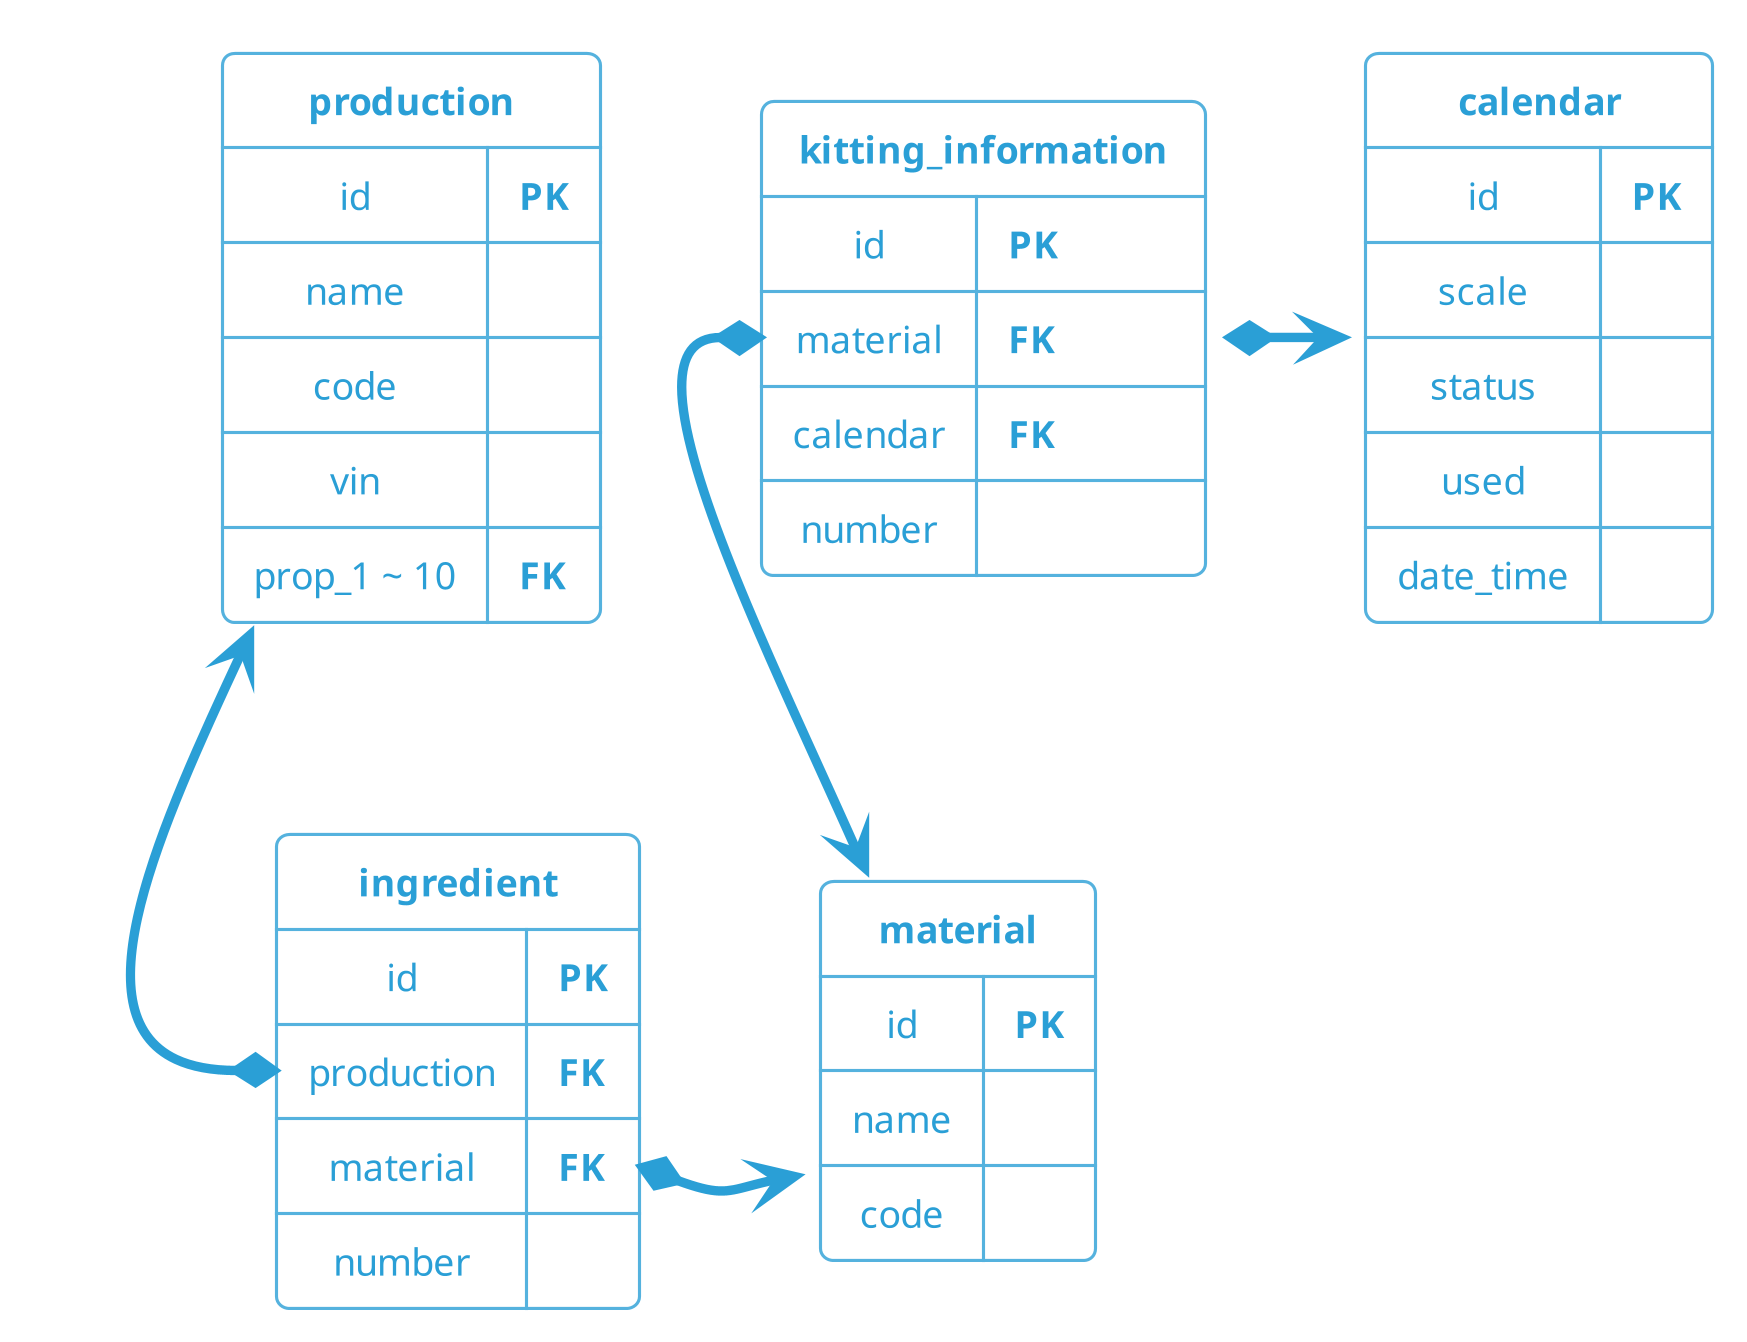 production
id PK
name
code
vin
prop_1 ~ 10 FK
kitting_information
id PK
material FK
calendar FK
number
calendar
id PK
scale
status
used
date_time
ingredient
id PK
production FK
material FK
number
material
id PK
name
code